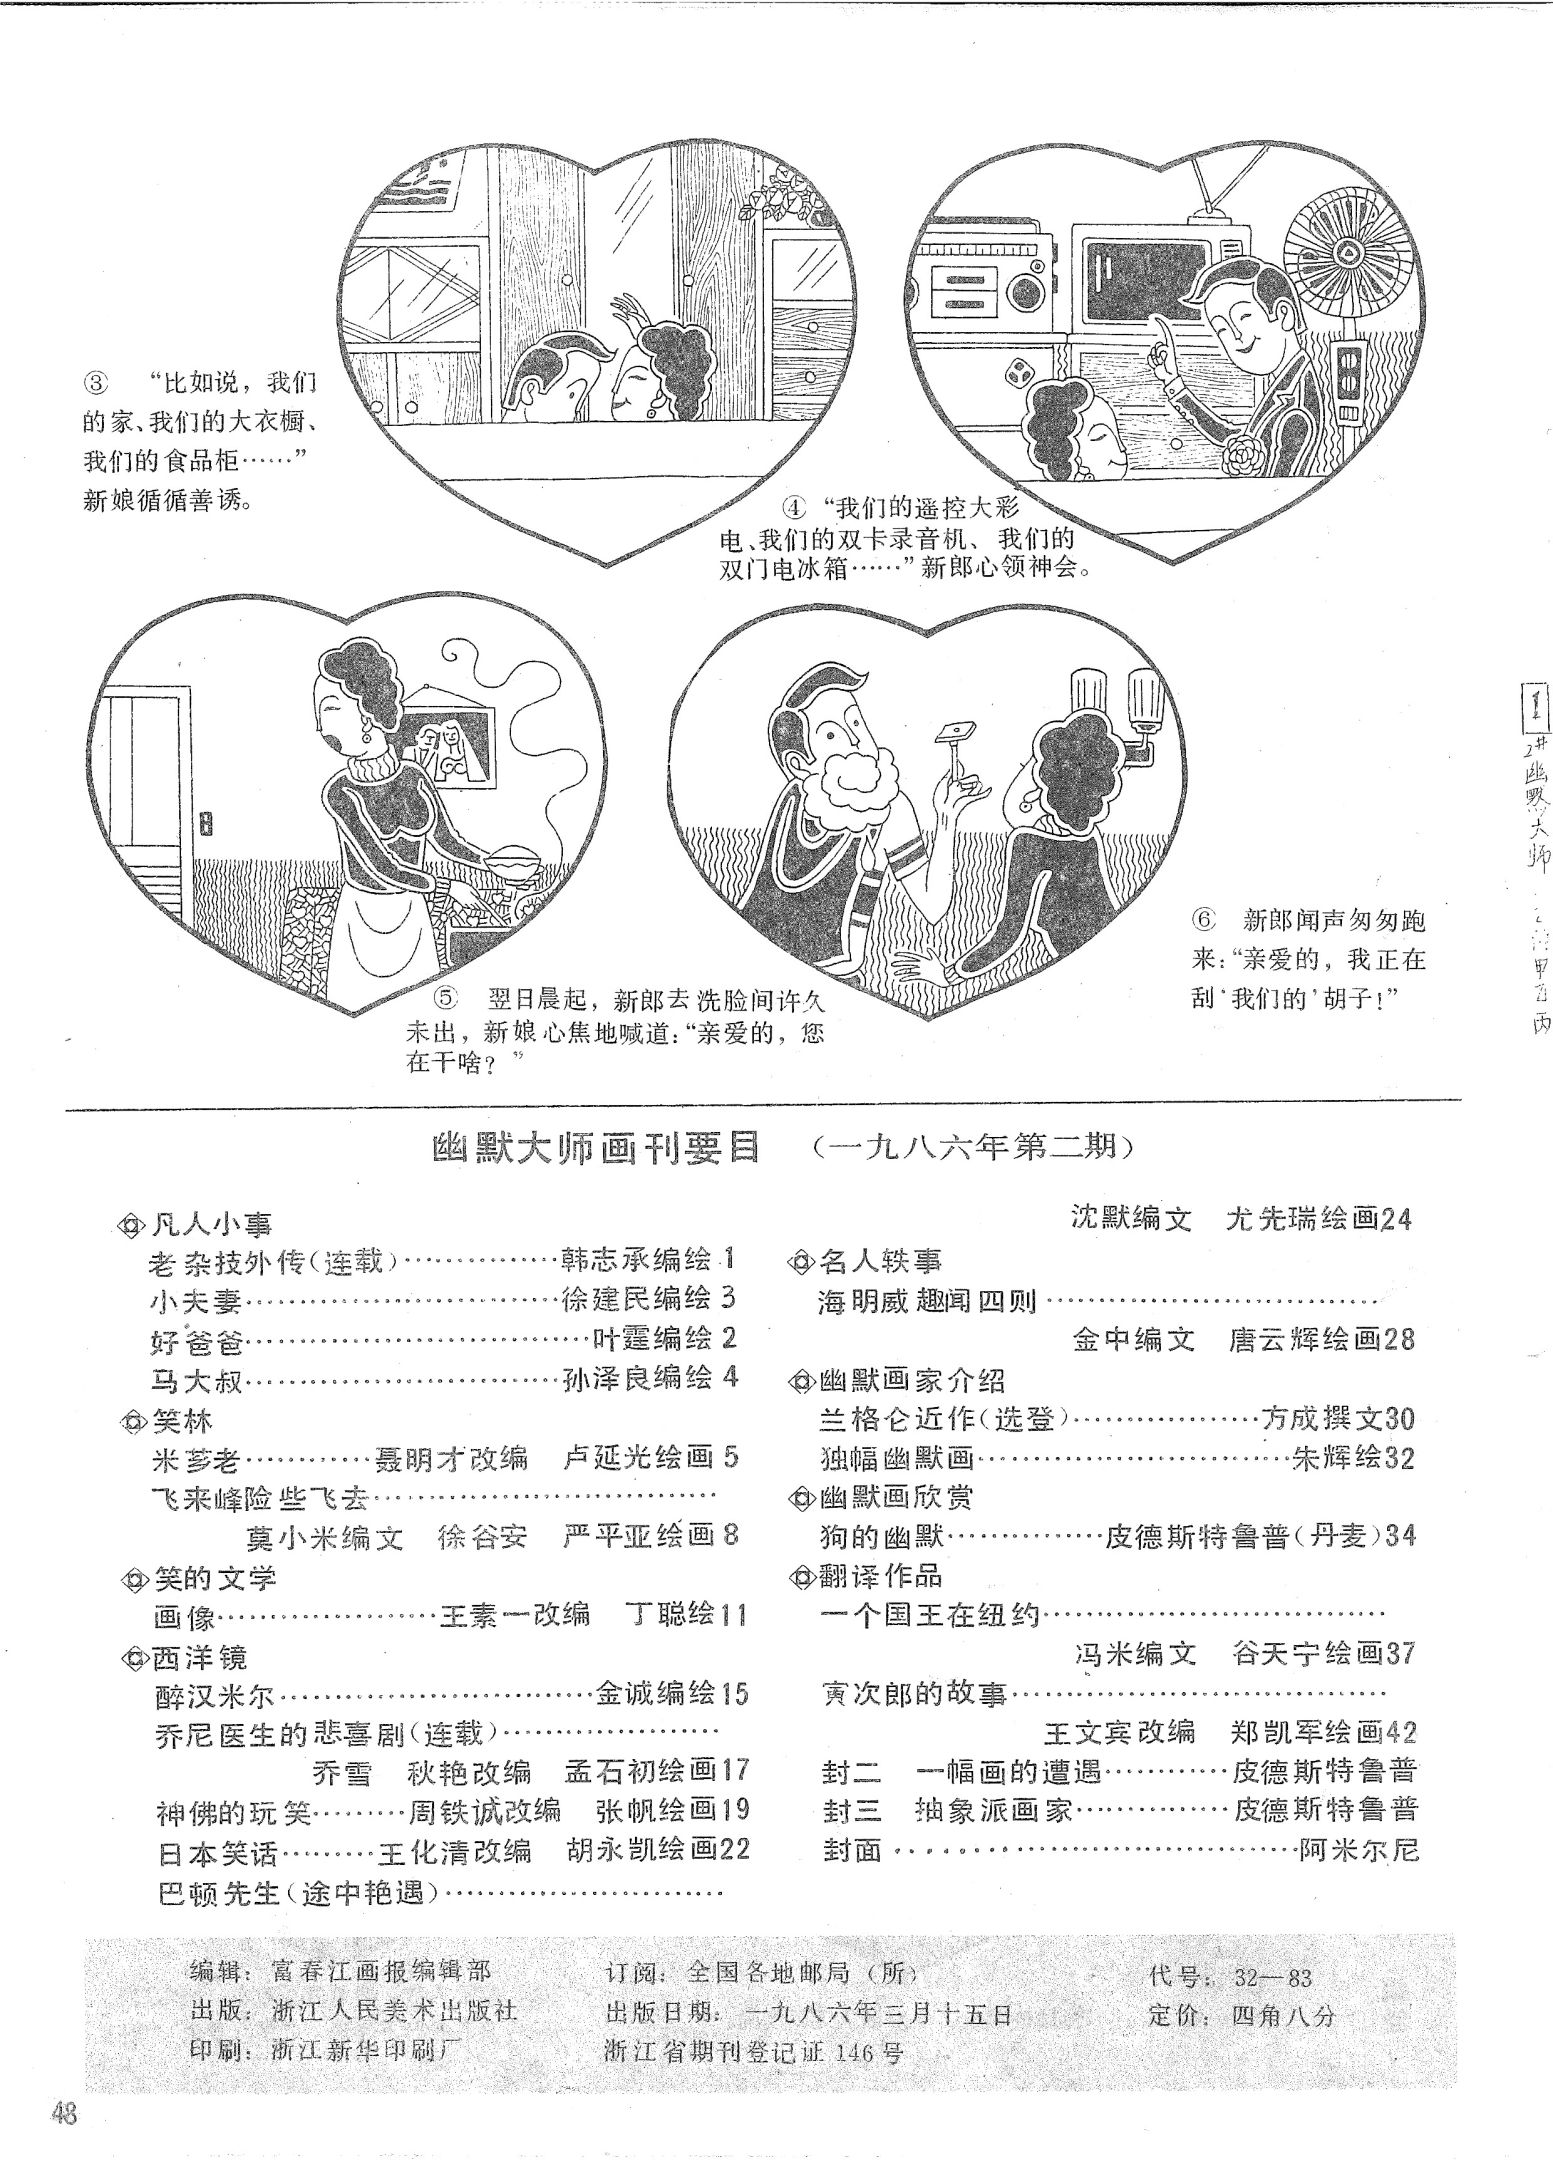 ③ “比如说，我们
的家、我们的大衣橱、
我们的食品柜……”
新娘循循善诱。
④ “我们的遥控大彩
电、我们的双卡录音机、我们的
双门电冰箱……”新郎心领神会。
⑤ 翌日晨起，新郎去洗脸间许久
未出，新娘心焦地喊道：“亲爱的，您
在干啥？”
⑥ 新郎闻声匆匆跑
来：“亲爱的，我正在
刮‘我们的’胡子！”
幽默大师画刊要目 （一九八六年第二期）
凡人小事
老杂技外传（连载）……………韩志承编绘 1
小夫妻……………………………徐建民编绘 3
好爸爸………………………………叶霆编绘 2
马大叔……………………………孙泽良编绘 4
笑林
米芗老…………聂明才改编 卢延光绘画 5
飞来峰险些飞去………………………………
莫小米编文 徐谷安 严平亚绘画 8
笑的文学
画像……………………王素一改编 丁聪绘11
西洋镜
醉汉米尔……………………………金诚编绘15
乔尼医生的悲喜剧（连载）……………………
乔雪 秋艳改编 孟石初绘画17
神佛的玩笑………周铁诚改编 张帆绘画19
日本笑话………王化清改编 胡永凯绘画22
巴顿先生（途中艳遇）…………………………
沈默编文 尤先瑞绘画24
名人轶事
海明威趣闻四则………………………………
金中编文 唐云辉绘画28
幽默画家介绍
兰格仑近作（选登）………………方成撰文30
独幅幽默画……………………………朱辉绘32
幽默画欣赏
狗的幽默……………皮德斯特鲁普（丹麦）34
翻译作品
一个国王在纽约………………………………
冯米编文 谷天宁绘画37
寅次郎的故事…………………………………
王文宾改编 郑凯军绘画42
封二 一幅画的遭遇…………皮德斯特鲁普
封三 抽象派画家……………皮德斯特鲁普
封面……………………………………阿米尔尼
编辑：富春江画报编辑部
出版：浙江人民美术出版社
印刷：浙江新华印刷厂
订阅：全国各地邮局（所）
出版日期：一九八六年三月十五日
浙江省期刊登记证146号
代号：32—83
定价：四角八分
48
幽默大师